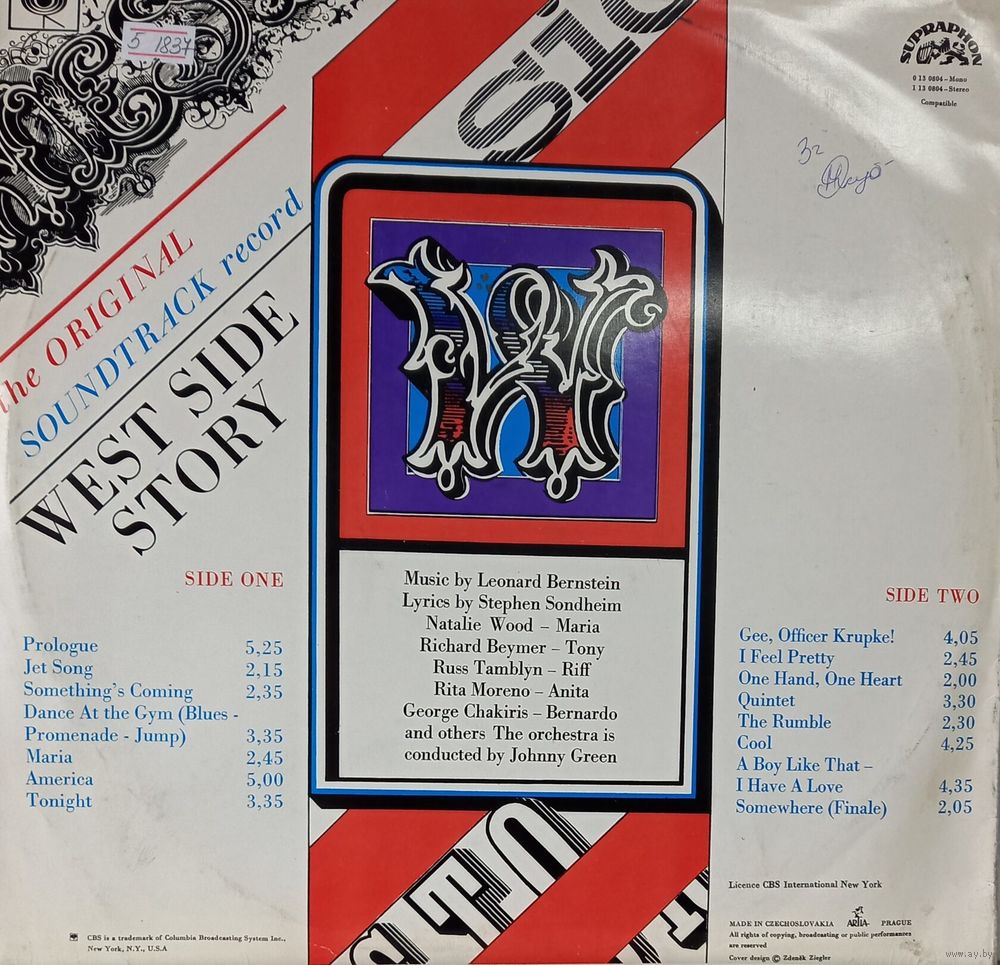 5 1837
SUPRAPHON
0 13 0804 – Mono
1 13 0804 – Stereo
Compatible
the ORIGINAL
SOUNDTRACK record
WEST SIDE
STORY
W
Music by Leonard Bernstein
Lyrics by Stephen Sondheim
Natalie Wood – Maria
Richard Beymer – Tony
Russ Tamblyn – Riff
Rita Moreno – Anita
George Chakiris – Bernardo
and others The orchestra is
conducted by Johnny Green
SIDE ONE
Prologue 5,25
Jet Song 2,15
Something's Coming 2,35
Dance At the Gym (Blues -
Promenade - Jump) 3,35
Maria 2,45
America 5,00
Tonight 3,35
SIDE TWO
Gee, Officer Krupke! 4,05
I Feel Pretty 2,45
One Hand, One Heart 2,00
Quintet 3,30
The Rumble 2,30
Cool 4,25
A Boy Like That –
I Have A Love 4,35
Somewhere (Finale) 2,05
Licence CBS International New York
MADE IN CZECHOSLOVAKIA ARTIA PRAGUE
All rights of copying, broadcasting or public performances
are reserved
Cover design © Zdeněk Ziegler
CBS is a trademark of Columbia Broadcasting System Inc.,
New York, N.Y., U.S.A
www.ay.by